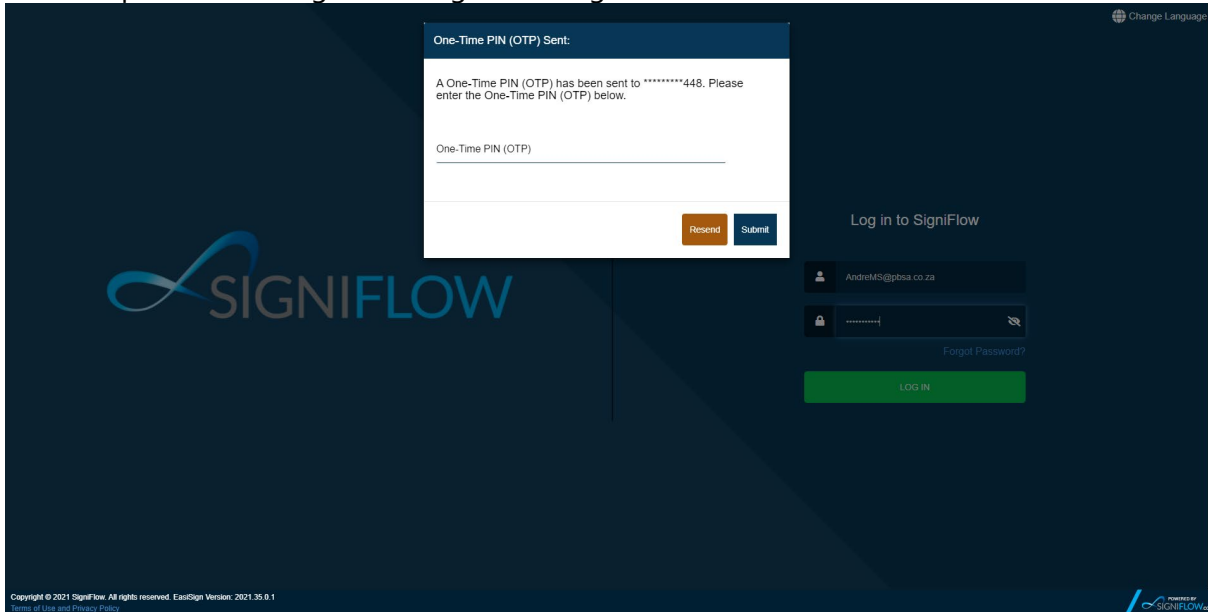 Change Language
One-Time PIN (OTP) Sent:
A One-Time PIN (OTP) has been sent to *********448. Please
enter the One-Time PIN (OTP) below.
One-Time PIN (OTP)
Resend Submit
SIGNIFLOW
Log in to SigniFlow
AndreMS@pbsa.co.za
Forgot Password?
LOG IN
Copyright © 2021 SigniFlow. All rights reserved. EasiSign Version: 2021.35.0.1
Terms of Use and Privacy Policy
POWERED BY
SIGNIFLOW